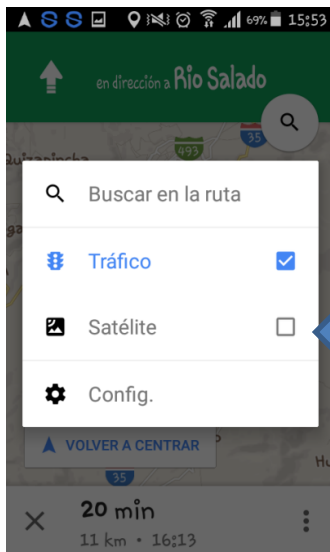 69% 15:53
en dirección a Rio Salado
493
35
Buscar en la ruta
Tráfico
Satélite
Config.
VOLVER A CENTRAR
35
Hu
20 min
11 km • 16:13